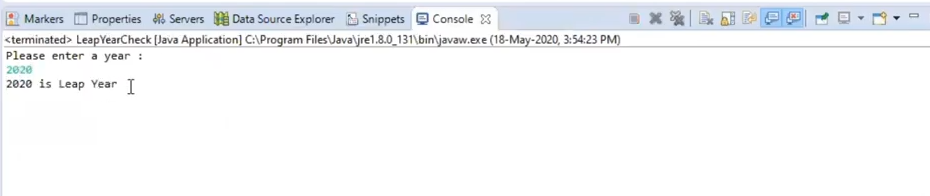 Markers Properties Servers Data Source Explorer Snippets Console
<terminated> LeapYearCheck [Java Application] C:\Program Files\Java\jre1.8.0_131\bin\javaw.exe (18-May-2020, 3:54:23 PM)
Please enter a year :
2020
2020 is Leap Year